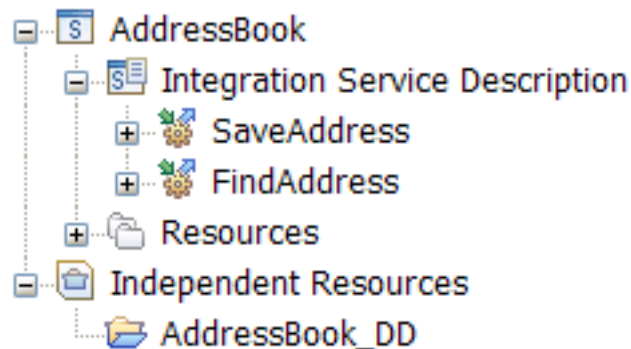 AddressBook
Integration Service Description
SaveAddress
FindAddress
Resources
Independent Resources
AddressBook_DD